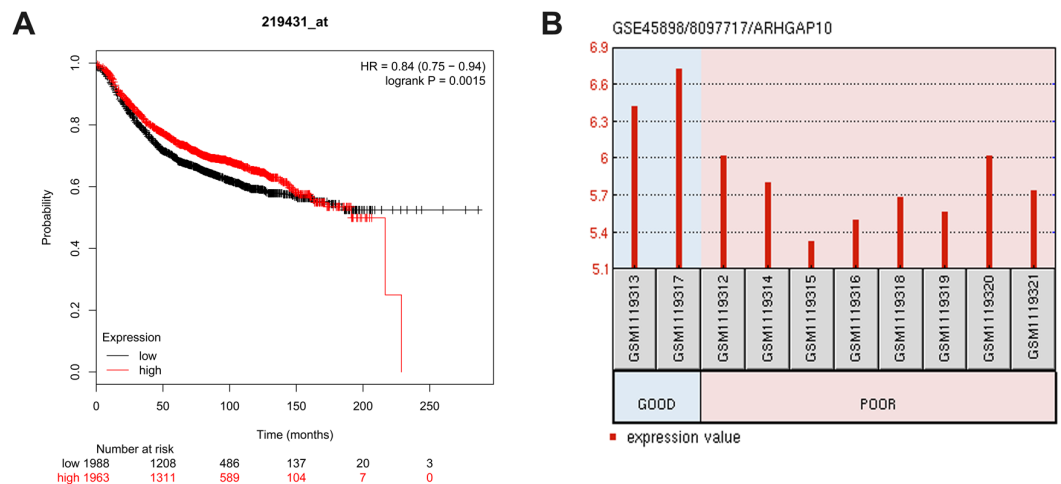 A
219431_at
HR = 0.84 (0.75 − 0.94)
logrank P = 0.0015
1.0
0.8
0.6
0.4
0.2
0.0
Probability
Expression
low
high
0 50 100 150 200 250
Time (months)
Number at risk
low 1988 1208 486 137 20 3
high 1963 1311 589 104 7 0
B
GSE45898/8097717/ARHGAP10
6.9
6.6
6.3
6
5.7
5.4
5.1
GSM1119313
GSM1119317
GSM1119312
GSM1119314
GSM1119315
GSM1119316
GSM1119318
GSM1119319
GSM1119320
GSM1119321
GOOD POOR
expression value